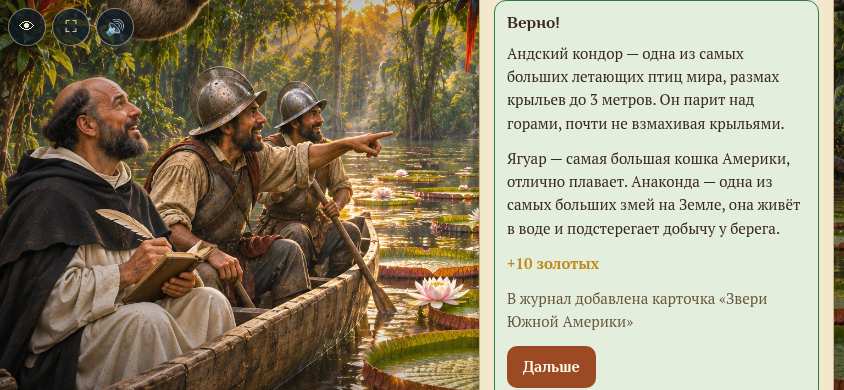 Верно!
Андский кондор — одна из самых
больших летающих птиц мира, размах
крыльев до 3 метров. Он парит над
горами, почти не взмахивая крыльями.
Ягуар — самая большая кошка Америки,
отлично плавает. Анаконда — одна из
самых больших змей на Земле, она живёт
в воде и подстерегает добычу у берега.
+10 золотых
В журнал добавлена карточка «Звери
Южной Америки»
Дальше